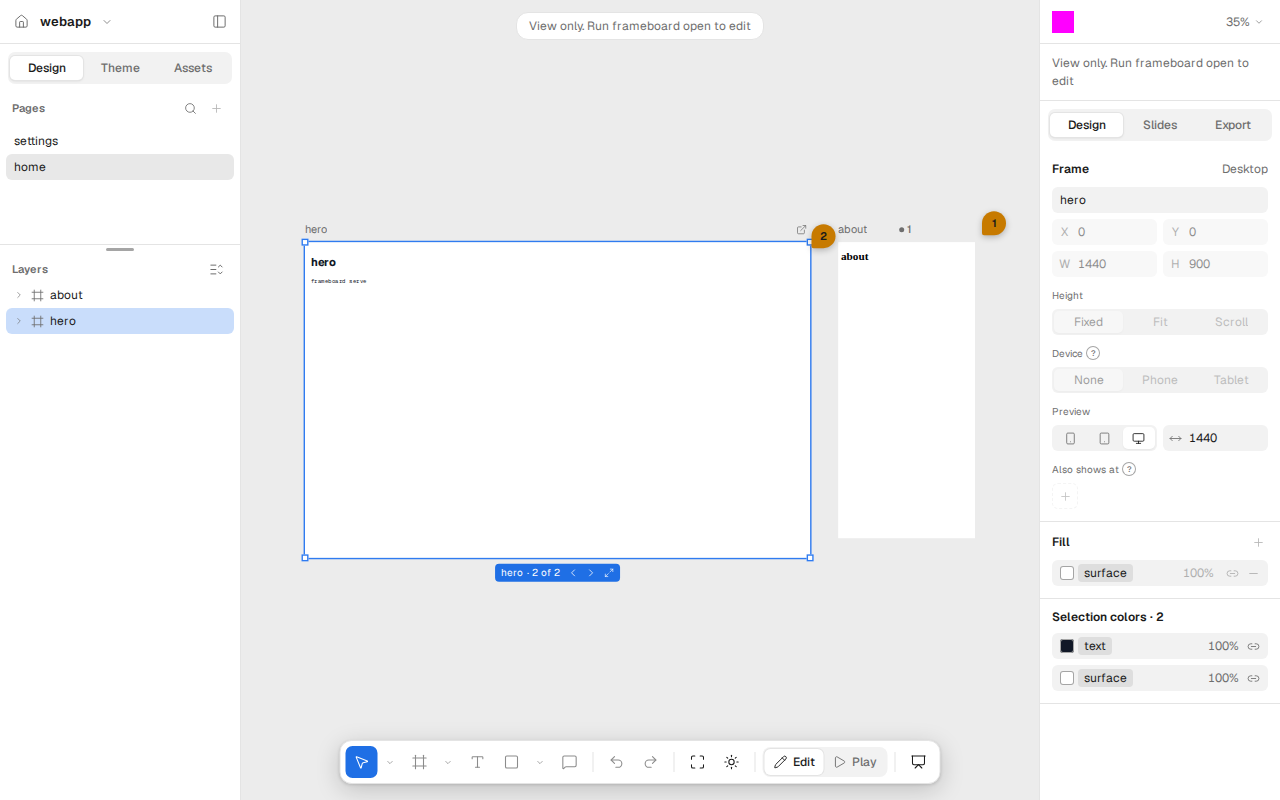 webapp
View only. Run frameboard open to edit
35%
View only. Run frameboard open to
edit
Design
Theme
Assets
Design
Slides
Export
Pages
settings
home
Frame
Desktop
hero
X 0
Y 0
W 1440
H 900
hero
2
about
1
1
hero
frameboard serve
about
Layers
about
hero
Height
Fixed
Fit
Scroll
Device ?
None
Phone
Tablet
Preview
1440
Also shows at ?
Fill
surface 100%
hero · 2 of 2
Selection colors · 2
text 100%
surface 100%
Edit
Play